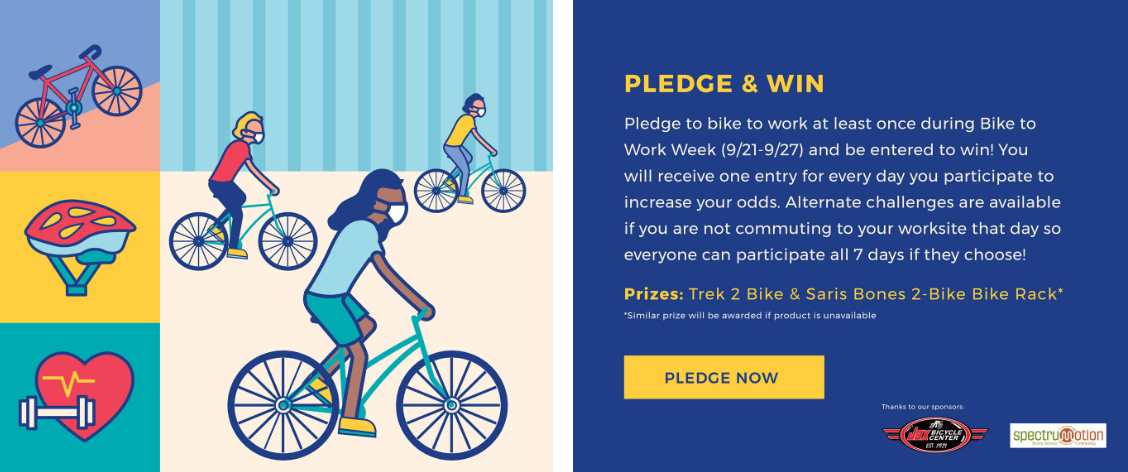 PLEDGE & WIN
Pledge to bike to work at least once during Bike to
Work Week (9/21-9/27) and be entered to win! You
will receive one entry for every day you participate to
increase your odds. Alternate challenges are available
if you are not commuting to your worksite that day so
everyone can participate all 7 days if they choose!
Prizes: Trek 2 Bike & Saris Bones 2-Bike Bike Rack*
*Similar prize will be awarded if product is unavailable
PLEDGE NOW
Thanks to our sponsors:
JAX
BICYCLE
CENTER
EST. 1971
spectrumotion